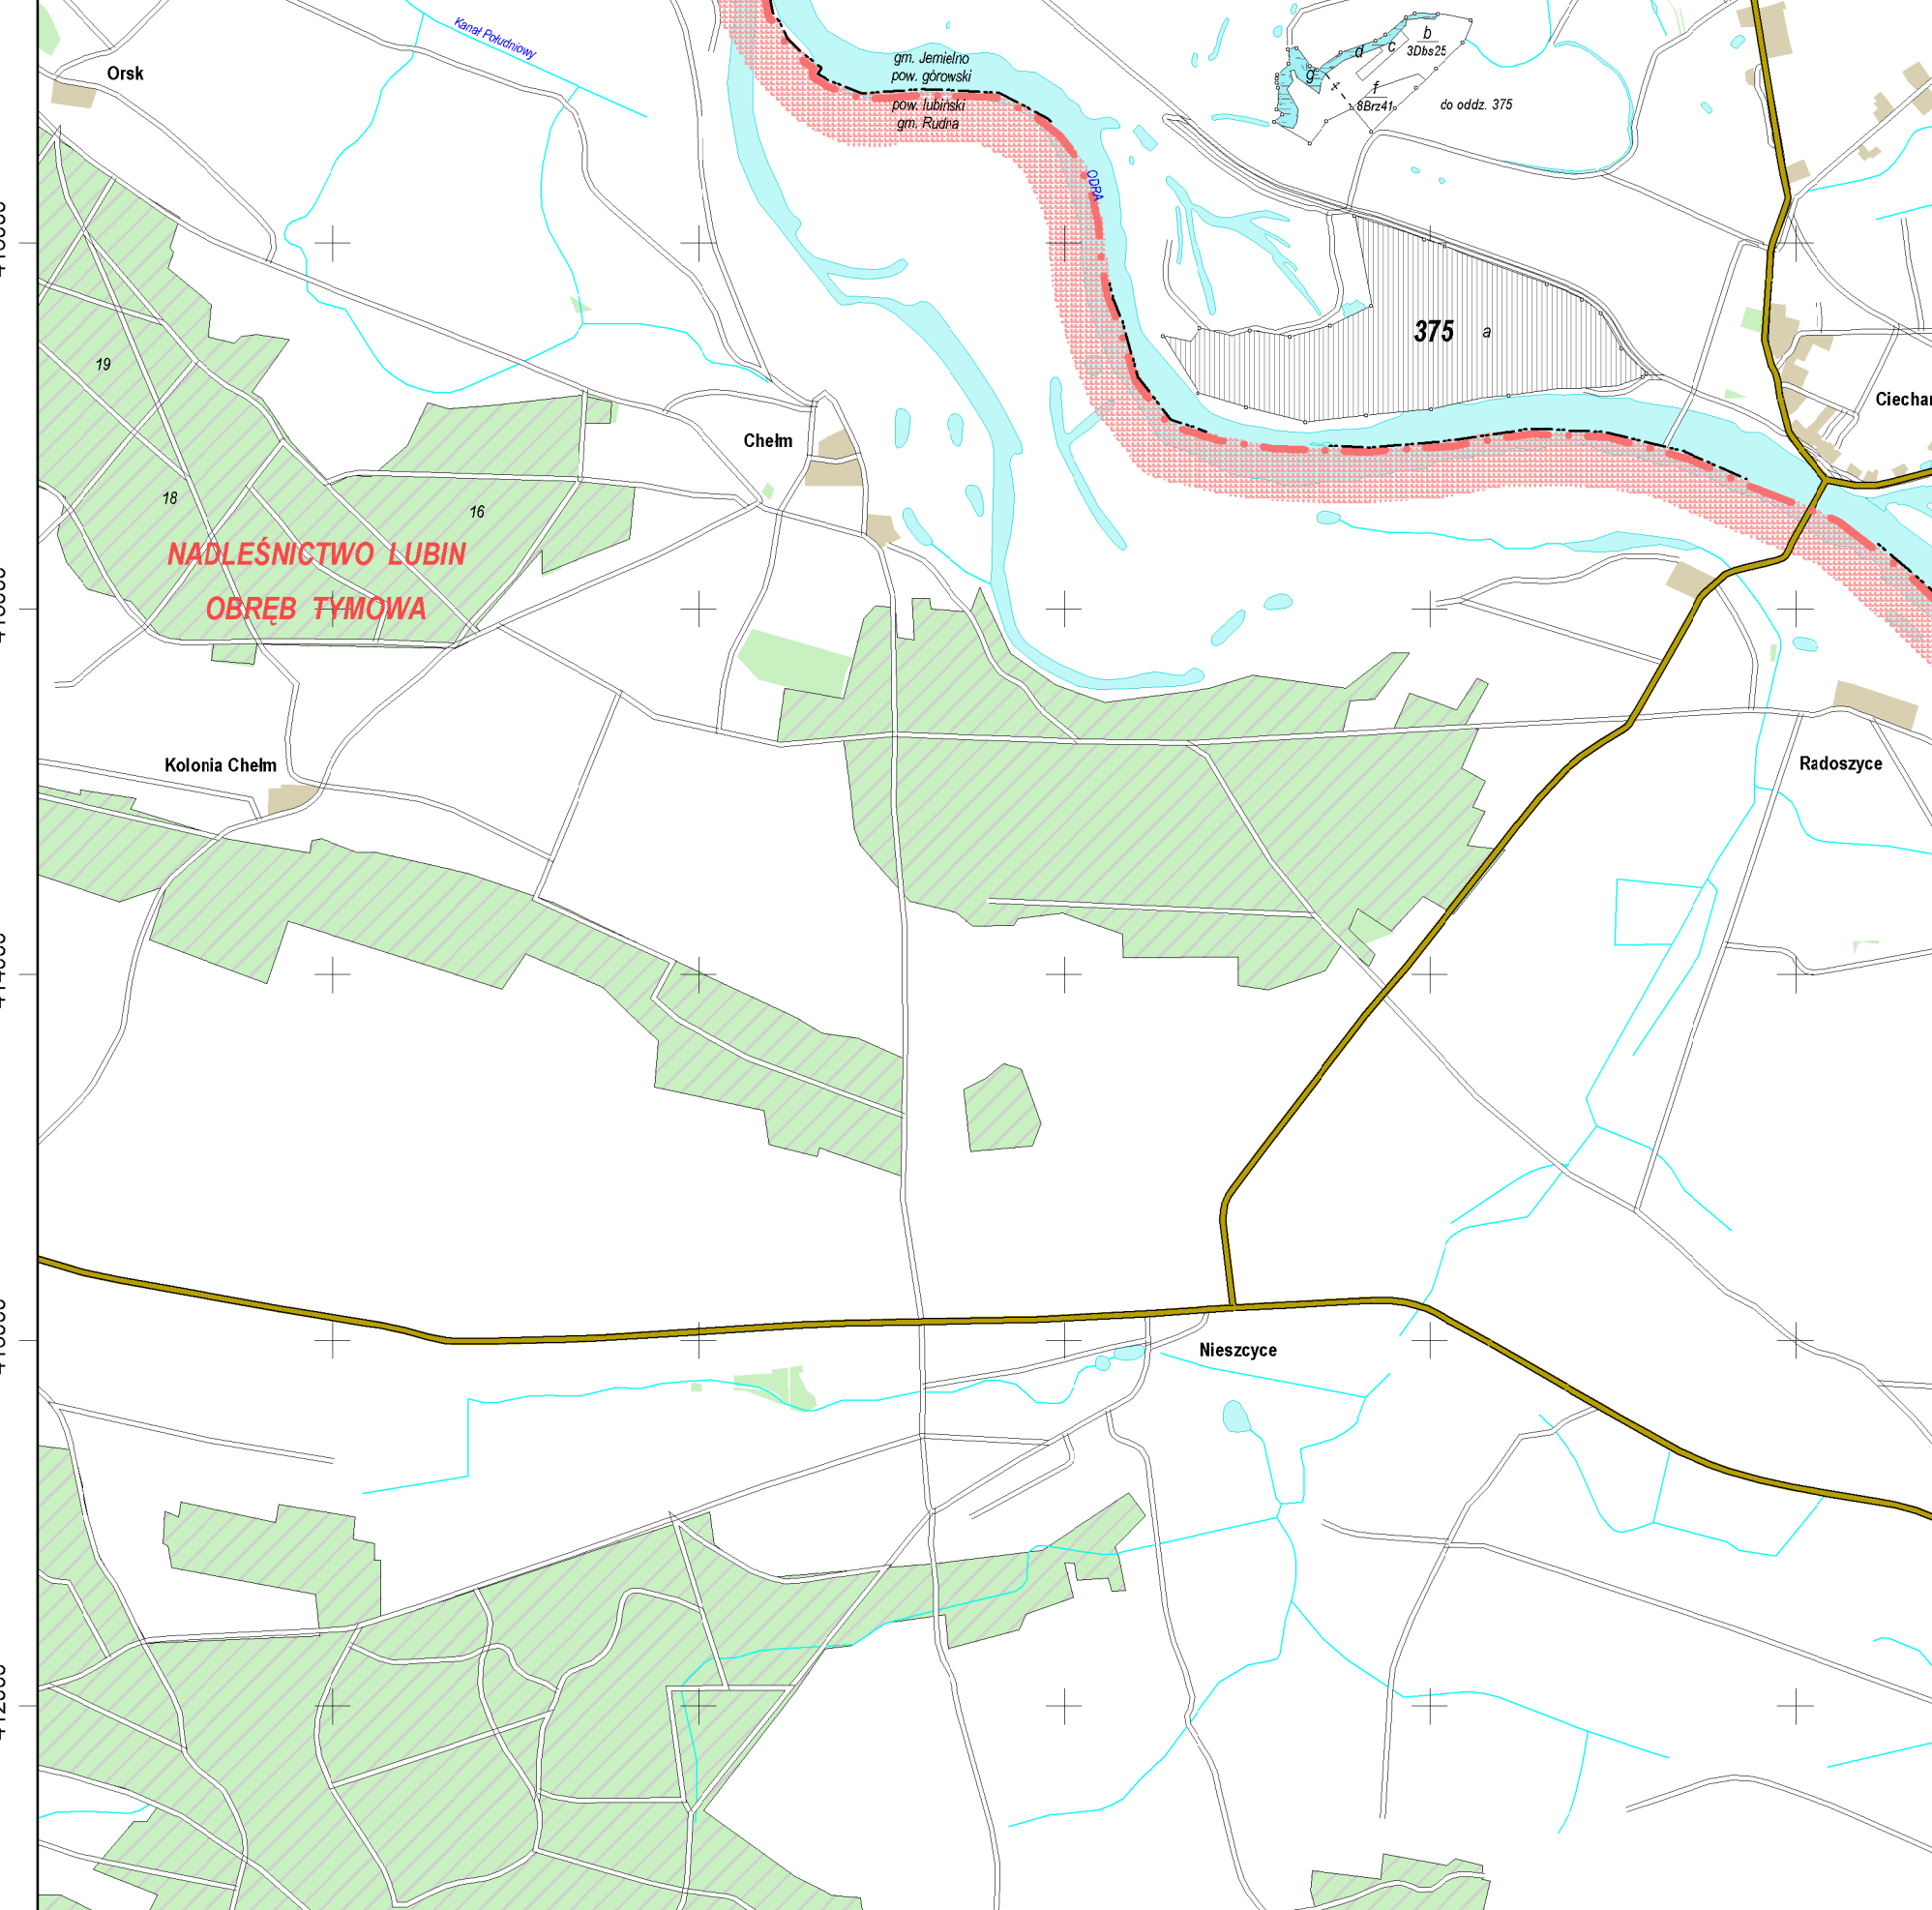 Kanał Południowy
Orsk
gm. Jemielno
pow. górowski
pow. lubiński
gm. Rudna
b
3Dbs25
d
c
g
f
8Brz41
do oddz. 375
ODRA
375 a
19
Ciechan
Chełm
18
16
NADLEŚNICTWO LUBIN
OBRĘB TYMOWA
Kolonia Chełm
Radoszyce
Nieszcyce